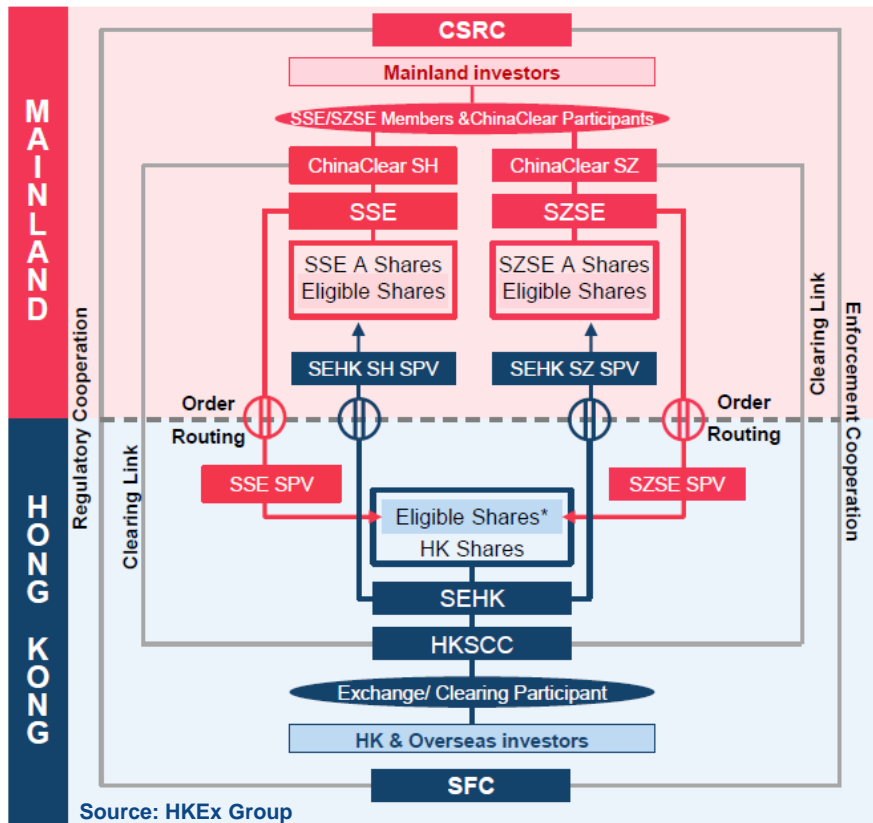 MAINLAND
HONG KONG
CSRC
Mainland investors
SSE/SZSE Members &ChinaClear Participants
ChinaClear SH
ChinaClear SZ
SSE
SZSE
SSE A Shares
Eligible Shares
SZSE A Shares
Eligible Shares
SEHK SH SPV
SEHK SZ SPV
Order
Routing
Order
Routing
Regulatory Cooperation
Clearing Link
Clearing Link
Enforcement Cooperation
SSE SPV
SZSE SPV
Eligible Shares*
HK Shares
SEHK
HKSCC
Exchange/ Clearing Participant
HK & Overseas investors
SFC
Source: HKEx Group